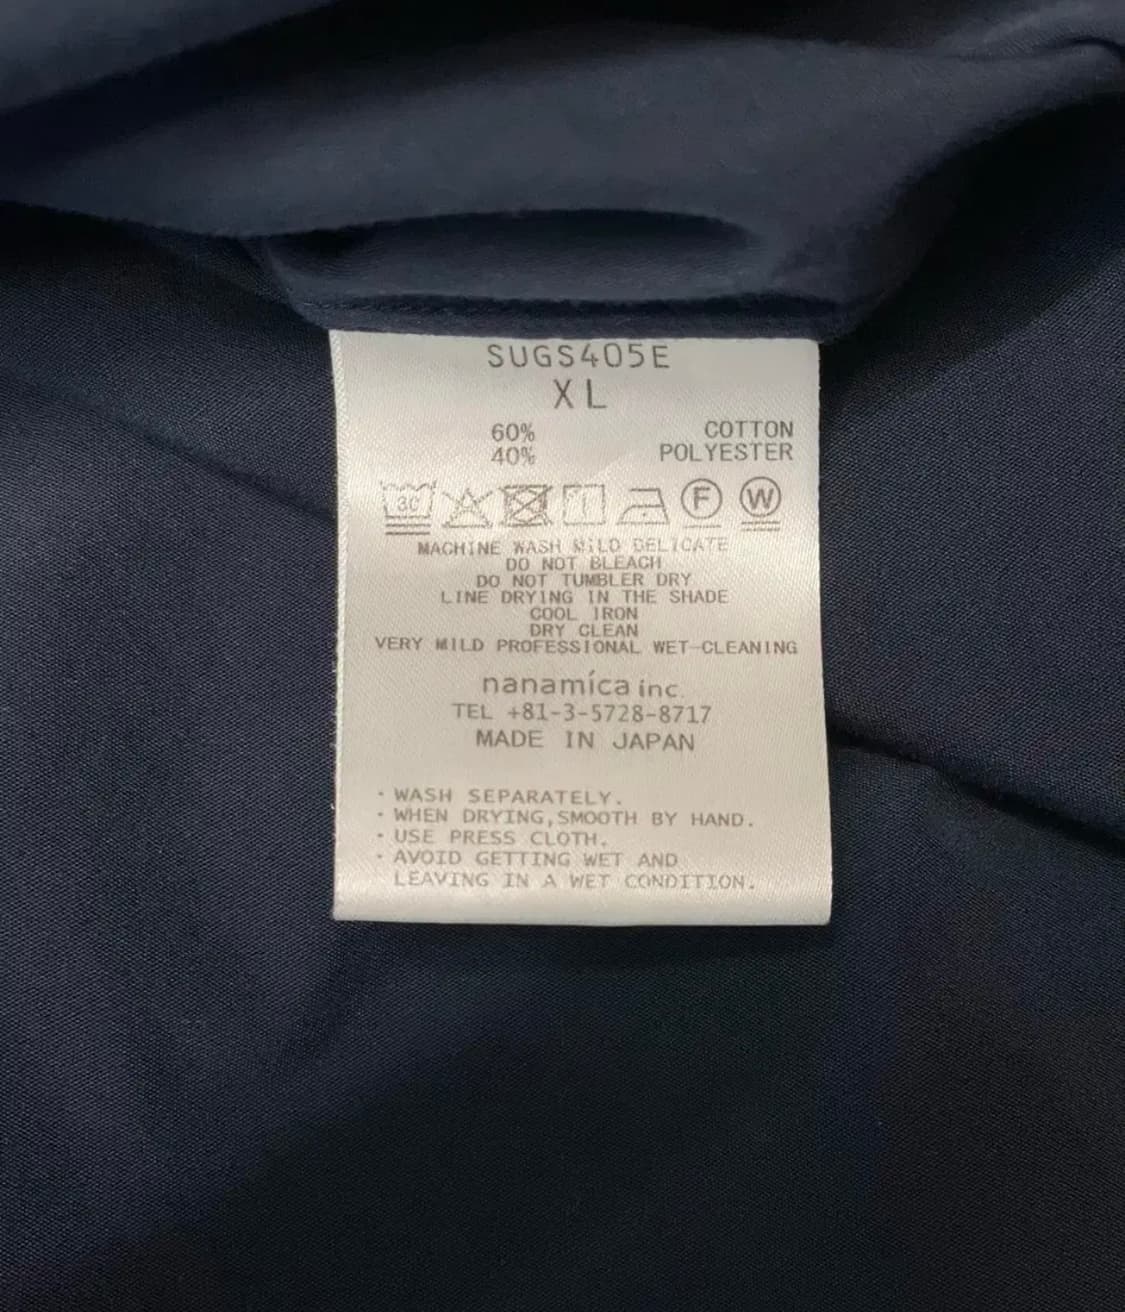 SUGS405E
XL
60% COTTON
40% POLYESTER
30 F W
MACHINE WASH MILD DELICATE
DO NOT BLEACH
DO NOT TUMBLER DRY
LINE DRYING IN THE SHADE
COOL IRON
DRY CLEAN
VERY MILD PROFESSIONAL WET-CLEANING
nanamíca inc.
TEL +81-3-5728-8717
MADE IN JAPAN
・WASH SEPARATELY.
・WHEN DRYING,SMOOTH BY HAND.
・USE PRESS CLOTH.
・AVOID GETTING WET AND
LEAVING IN A WET CONDITION.